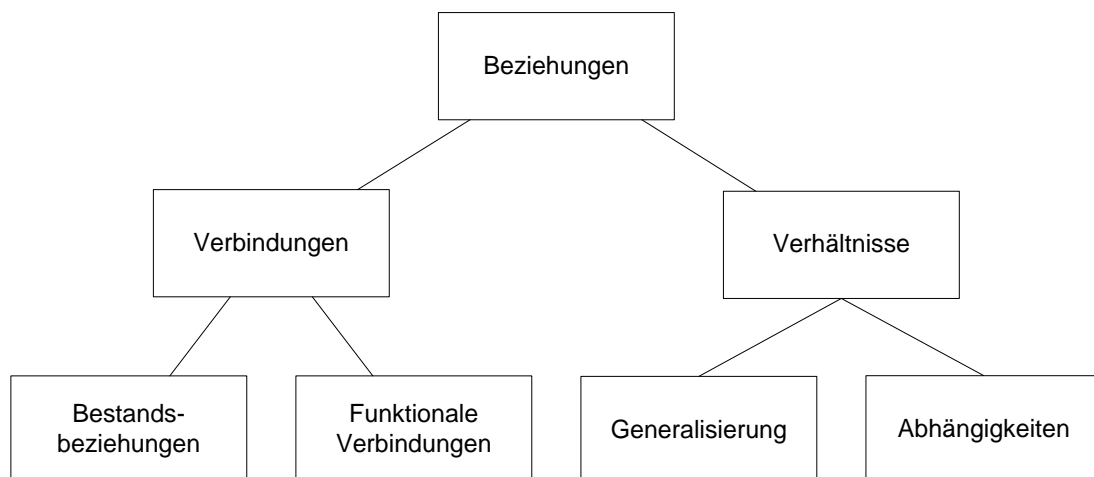 Beziehungen
Verbindungen
Verhältnisse
Bestands-
beziehungen
Funktionale
Verbindungen
Generalisierung
Abhängigkeiten